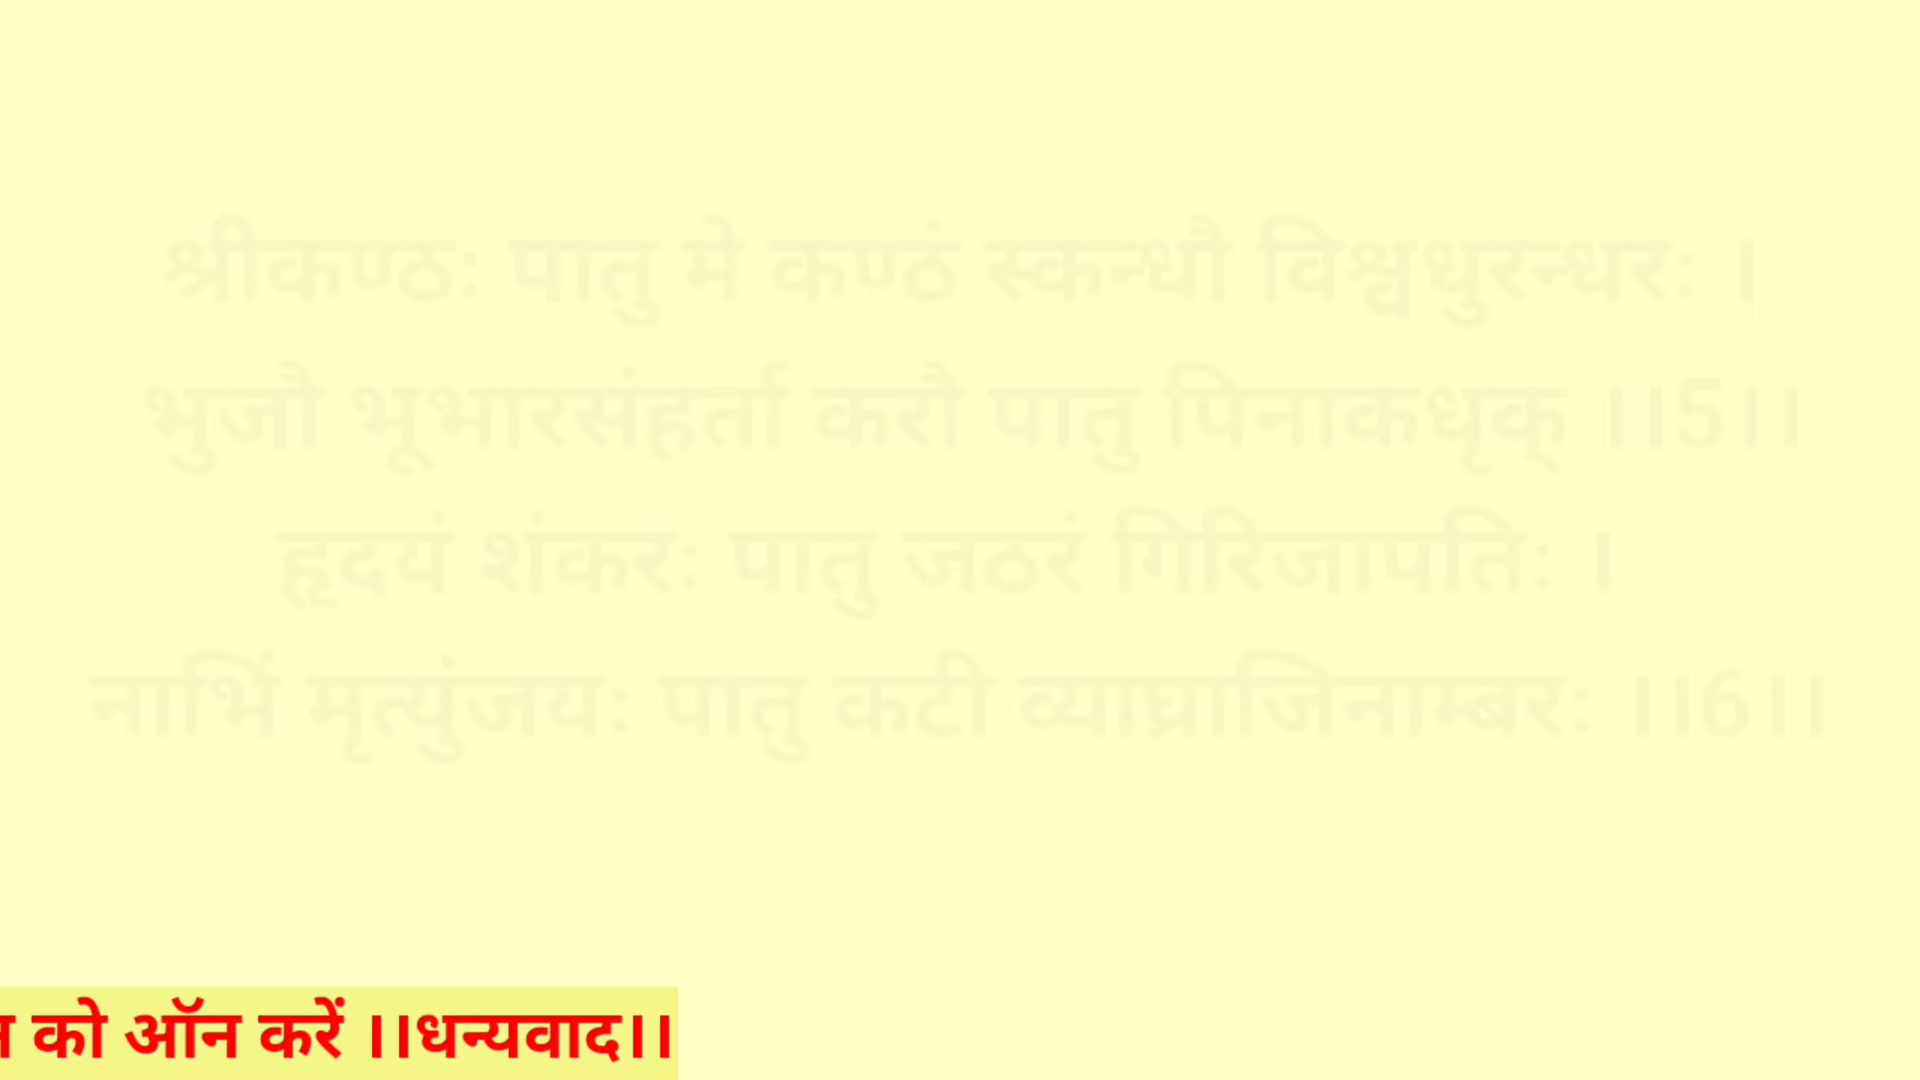 श्रीकण्ठः पातु मे कण्ठं स्कन्धौ विश्वधुरन्धरः ।
भुजौ भूभारसंहर्ता करौ पातु पिनाकधृक् ।।5।।
हृदयं शंकरः पातु जठरं गिरिजापतिः ।
नाभिं मृत्युंजयः पातु कटी व्याघ्राजिनाम्बरः ।।6।।
को ऑन करें ।।धन्यवाद।।